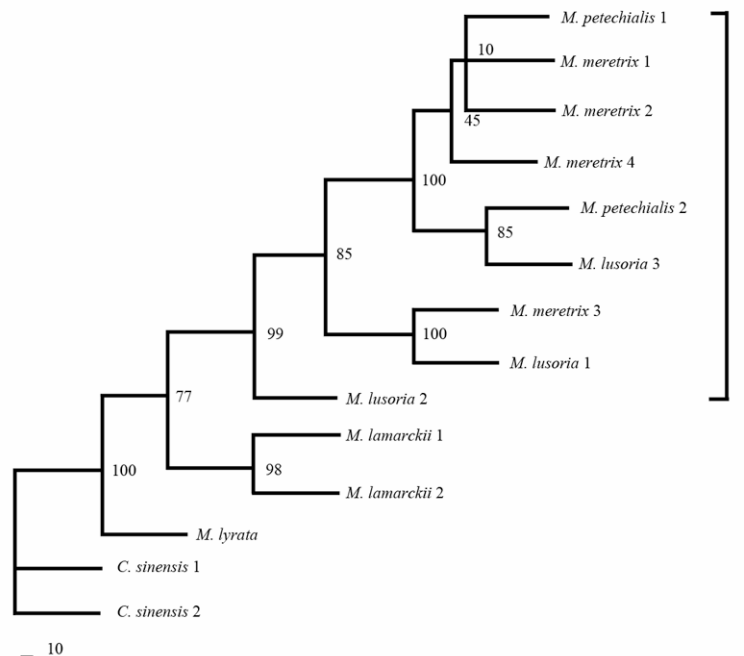 M. petechialis 1
10
M. meretrix 1
M. meretrix 2
45
M. meretrix 4
100
M. petechialis 2
85
M. lusoria 3
85
M. meretrix 3
100
99
M. lusoria 1
77
M. lusoria 2
M. lamarckii 1
100
98
M. lamarckii 2
M. lyrata
C. sinensis 1
C. sinensis 2
10